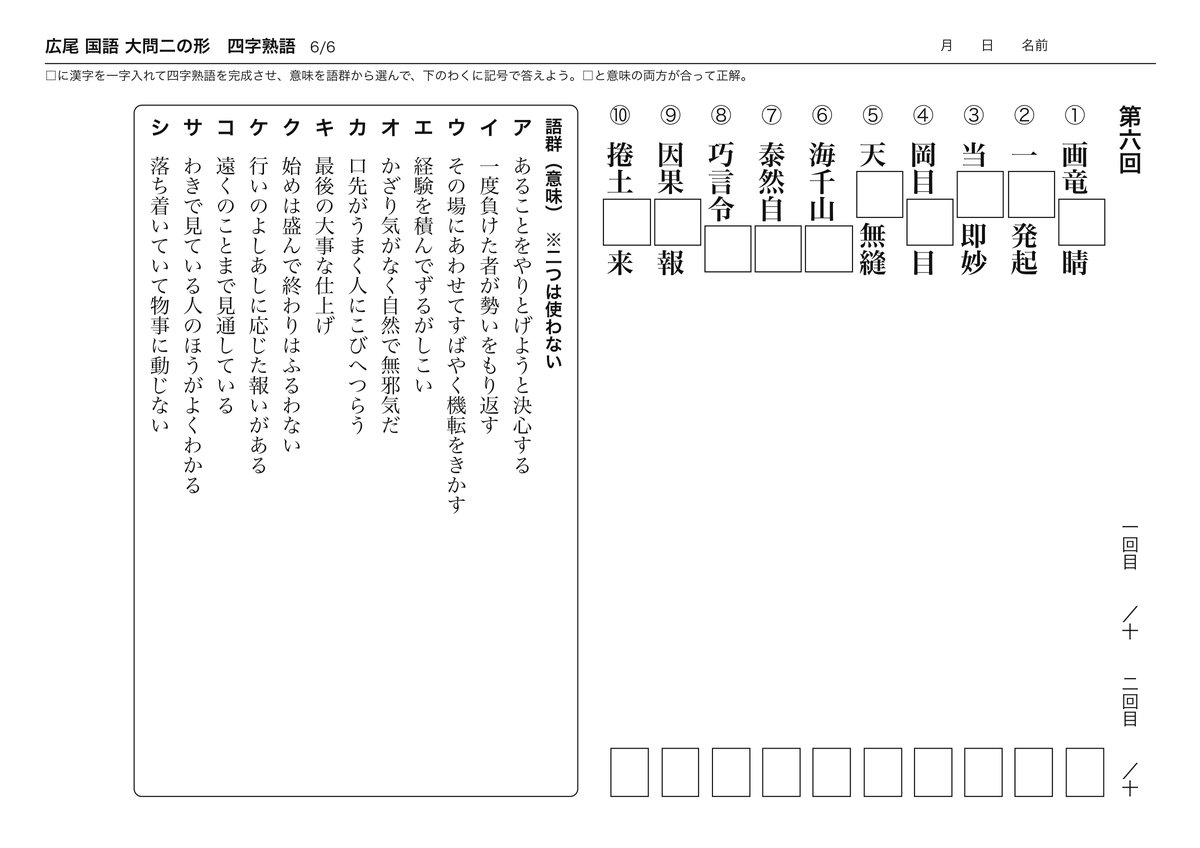 広尾 国語 大問二の形　四字熟語　6/6
月　　日　　名前
□に漢字を一字入れて四字熟語を完成させ、意味を語群から選んで、下のわくに記号で答えよう。□と意味の両方が合って正解。
第六回　一回目　／十　二回目　／十
① 画竜□睛
② 一□発起
③ 当□即妙
④ 岡目□目
⑤ 天□無縫
⑥ 海千山□
⑦ 泰然自□
⑧ 巧言令□
⑨ 因果□報
⑩ 捲土□来
語群（意味）　※二つは使わない
ア　あることをやりとげようと決心する
イ　一度負けた者が勢いをもり返す
ウ　その場にあわせてすばやく機転をきかす
エ　経験を積んでずるがしこい
オ　かざり気がなく自然で無邪気だ
カ　口先がうまく人にこびへつらう
キ　最後の大事な仕上げ
ク　始めは盛んで終わりはふるわない
ケ　行いのよしあしに応じた報いがある
コ　遠くのことまで見通している
サ　わきで見ている人のほうがよくわかる
シ　落ち着いていて物事に動じない